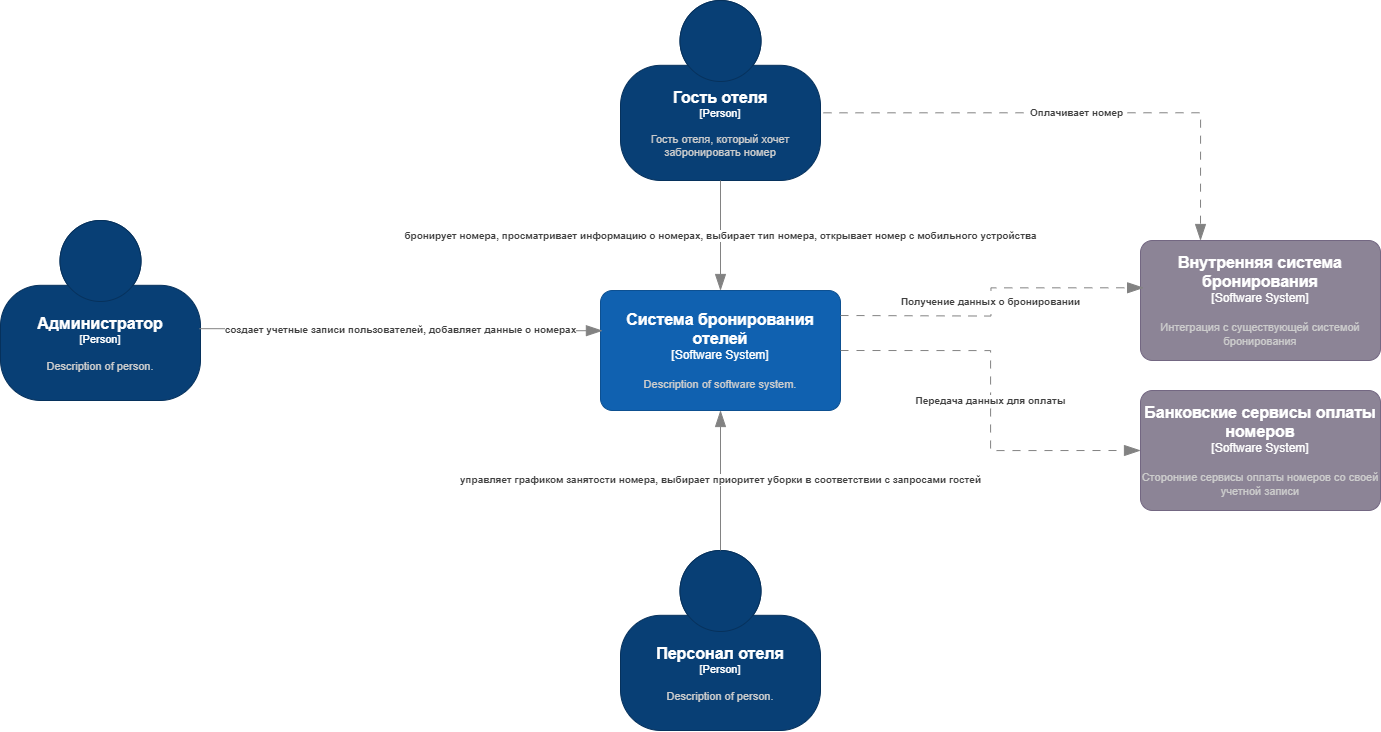 Гость отеля
[Person]
Гость отеля, который хочет
забронировать номер
Оплачивает номер
бронирует номера, просматривает информацию о номерах, выбирает тип номера, открывает номер с мобильного устройства
Администратор
[Person]
Description of person.
создает учетные записи пользователей, добавляет данные о номерах
Система бронирования
отелей
[Software System]
Description of software system.
Получение данных о бронировании
Внутренняя система
бронирования
[Software System]
Интеграция с существующей системой
бронирования
Передача данных для оплаты
Банковские сервисы оплаты
номеров
[Software System]
Сторонние сервисы оплаты номеров со своей
учетной записи
управляет графиком занятости номера, выбирает приоритет уборки в соответствии с запросами гостей
Персонал отеля
[Person]
Description of person.